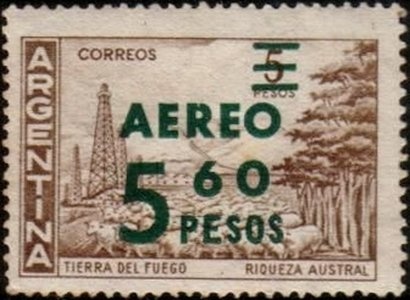 CORREOS
5
PESOS
ARGENTINA
AEREO
5 60
PESOS
TIERRA DEL FUEGO
RIQUEZA AUSTRAL